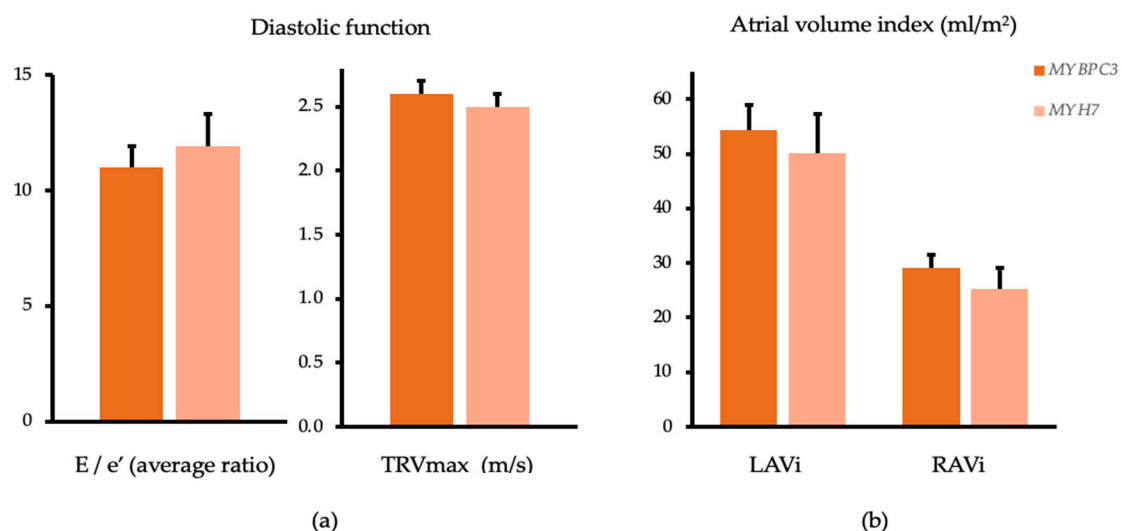 Diastolic function
Atrial volume index (ml/m²)
MYBPC3
MYH7
15
10
5
0
2.5
2.0
1.5
1.0
2.5
0.0
60
50
40
30
20
10
0
E / e′ (average ratio)
TRVmax (m/s)
LAVi
RAVi
(a)
(b)